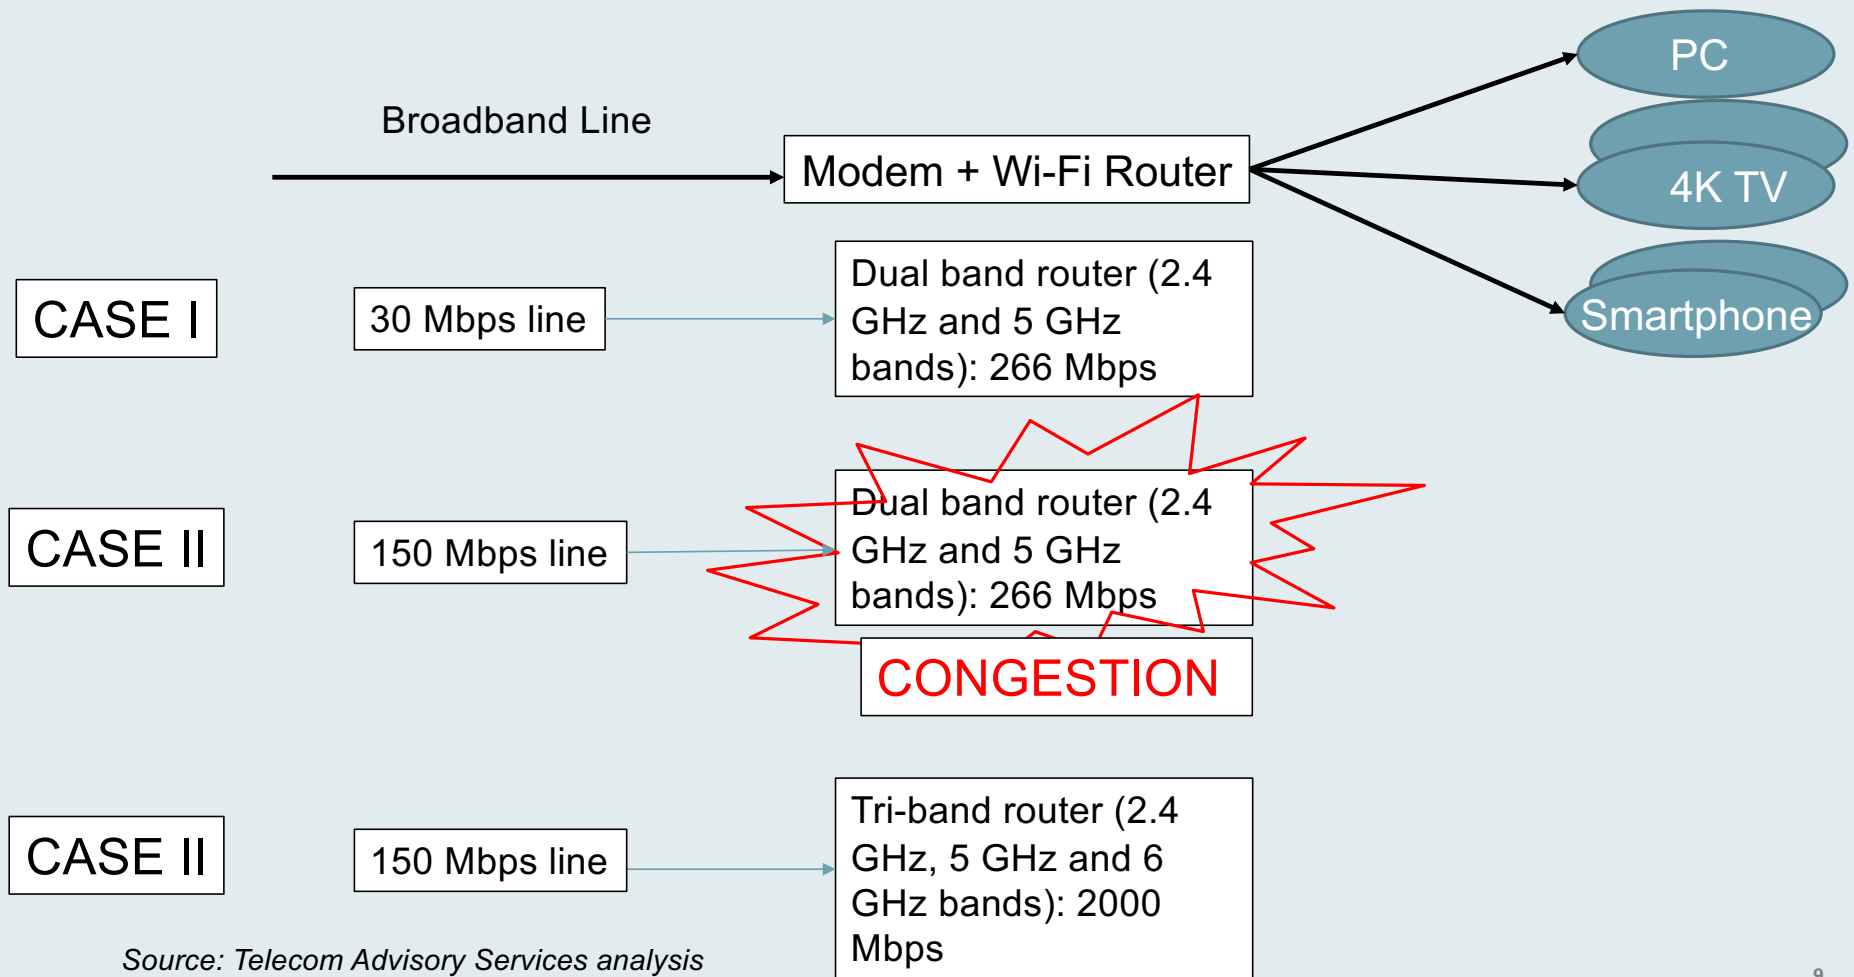 PC
Broadband Line
Modem + Wi-Fi Router
4K TV
Smartphone
CASE I
30 Mbps line
Dual band router (2.4
GHz and 5 GHz
bands): 266 Mbps
CASE II
150 Mbps line
Dual band router (2.4
GHz and 5 GHz
bands): 266 Mbps
CONGESTION
CASE II
150 Mbps line
Tri-band router (2.4
GHz, 5 GHz and 6
GHz bands): 2000
Mbps
Source: Telecom Advisory Services analysis
9